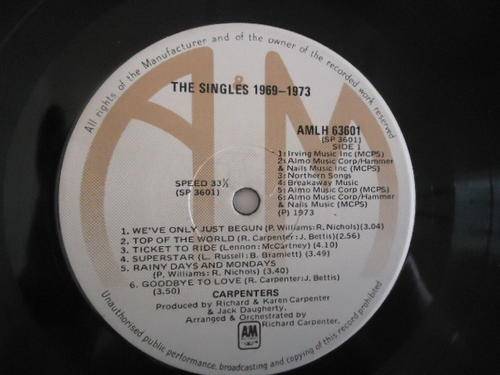 All rights of the Manufacturer and of the owner of the recorded work reserved
A&M
THE SINGLES 1969-1973
AMLH 63601
(SP 3601)
SIDE 1
1: Irving Music Inc (MCPS)
2: Almo Music Corp/Hammer
& Nails Music Inc (MCPS)
3: Northern Songs
4: Breakaway Music
5: Almo Music Corp (MCPS)
6: Almo Music Corp/Hammer
& Nails Music (MCPS)
(P) 1973
SPEED 33⅓
(SP 3601)
1. WE'VE ONLY JUST BEGUN (P. Williams:R. Nichols)(3.04)
2. TOP OF THE WORLD (R. Carpenter:J. Bettis)(2.56)
3. TICKET TO RIDE (Lennon:McCartney) (4.10)
4. SUPERSTAR (L. Russell:B. Bramlett) (3.49)
5. RAINY DAYS AND MONDAYS
(P. Williams:R. Nichols) (3.40)
6. GOODBYE TO LOVE (R. Carpenter:J. Bettis)
(3.50)
CARPENTERS
Produced by Richard & Karen Carpenter
& Jack Daugherty.
Arranged & Orchestrated by
Richard Carpenter.
AM
Unauthorised public performance, broadcasting and copying of this record prohibited